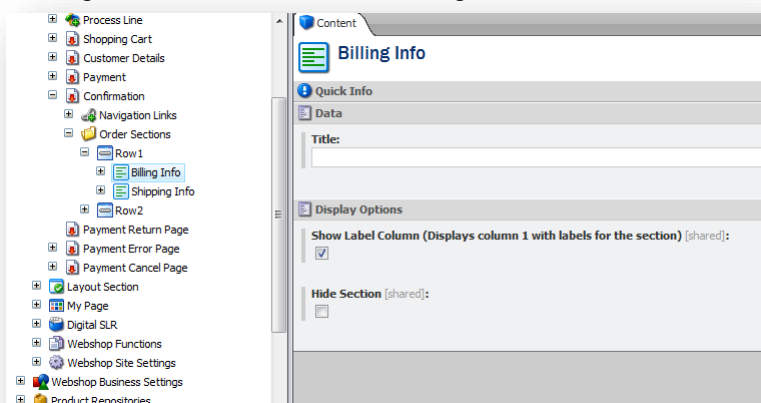 Process Line
Shopping Cart
Customer Details
Payment
Confirmation
Navigation Links
Order Sections
Row1
Billing Info
Shipping Info
Row2
Payment Return Page
Payment Error Page
Payment Cancel Page
Layout Section
My Page
Digital SLR
Webshop Functions
Webshop Site Settings
Webshop Business Settings
Product Repositories
Content
Billing Info
Quick Info
Data
Title:
Display Options
Show Label Column (Displays column 1 with labels for the section) [shared]:
Hide Section [shared]: